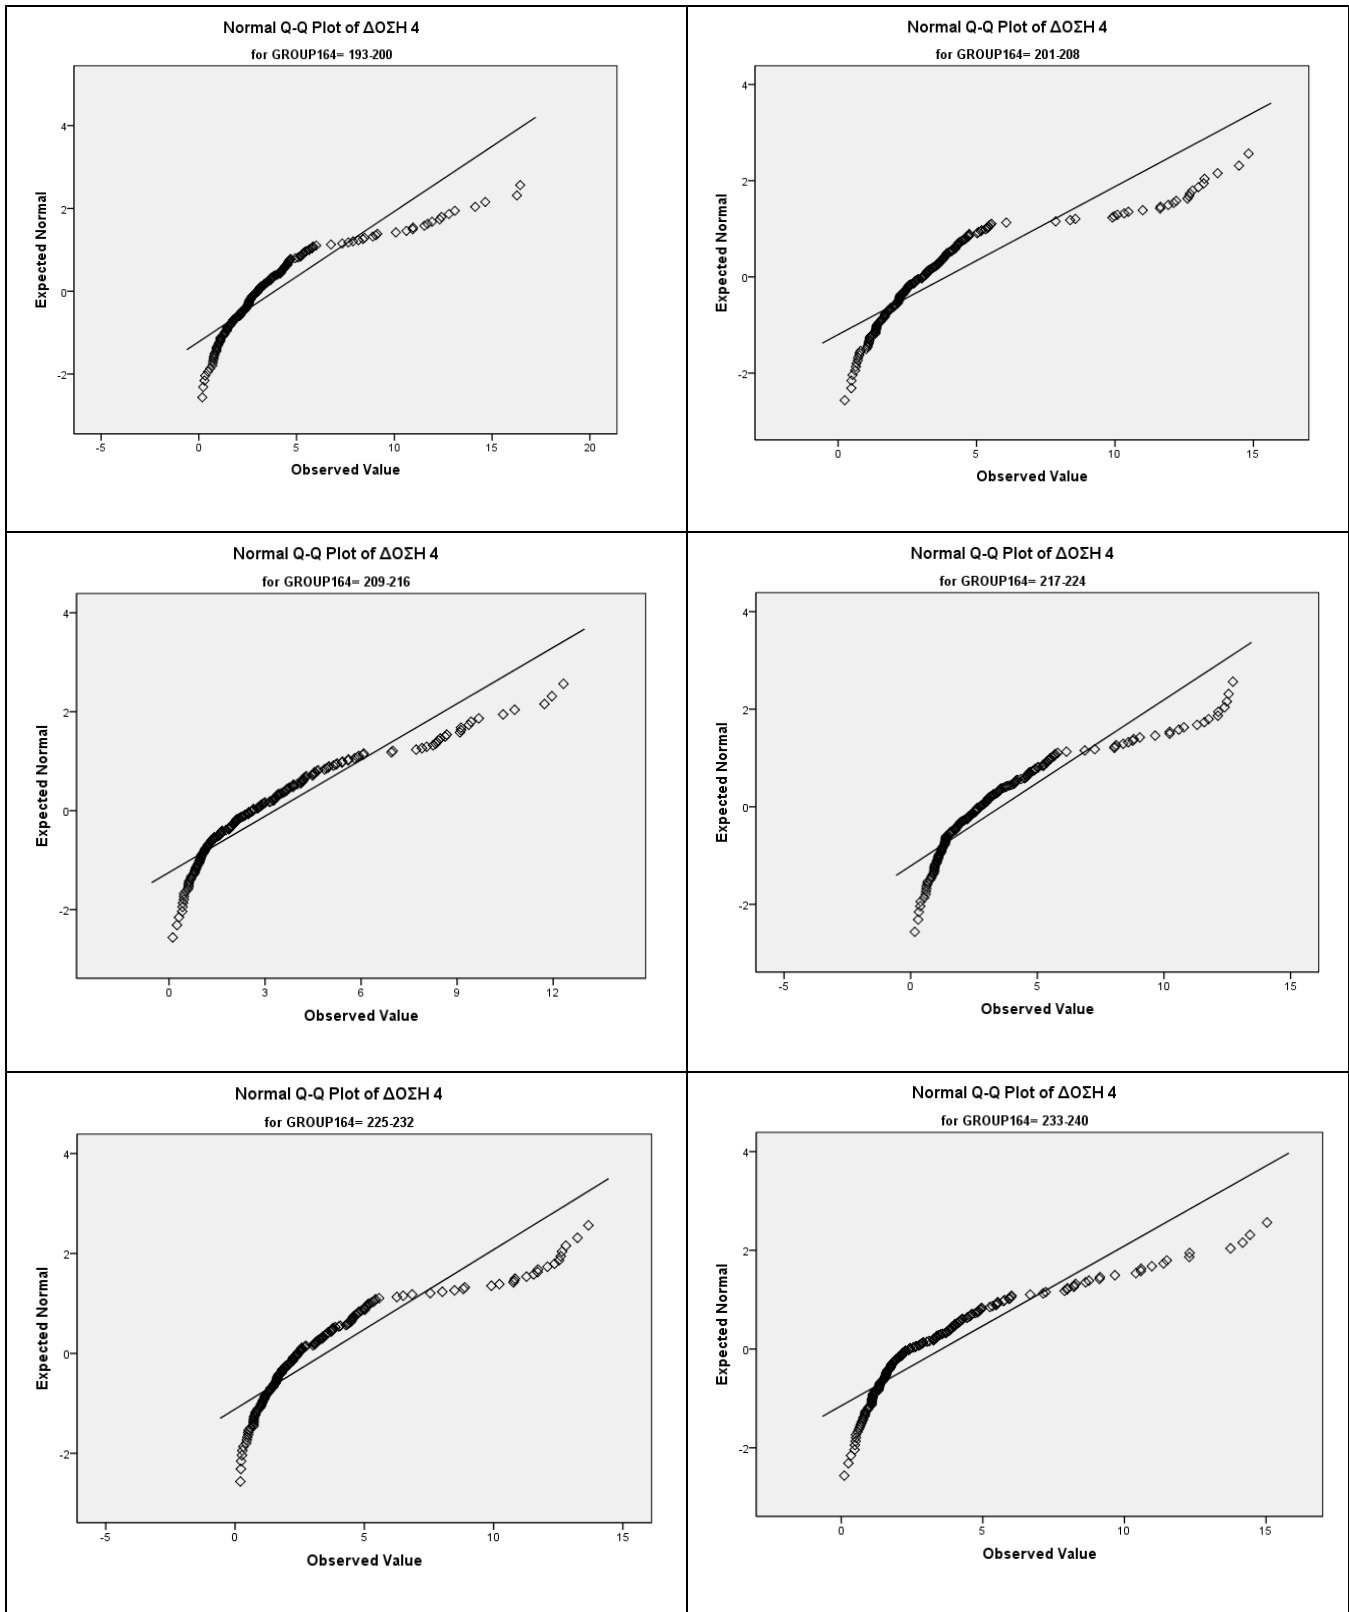 Normal Q-Q Plot of ΔΟΣΗ 4
for GROUP164= 193-200
Expected Normal
4
2
0
-2
-5 0 5 10 15 20
Observed Value
Normal Q-Q Plot of ΔΟΣΗ 4
for GROUP164= 201-208
Expected Normal
4
2
0
-2
0 5 10 15
Observed Value
Normal Q-Q Plot of ΔΟΣΗ 4
for GROUP164= 209-216
Expected Normal
4
2
0
-2
0 3 6 9 12
Observed Value
Normal Q-Q Plot of ΔΟΣΗ 4
for GROUP164= 217-224
Expected Normal
4
2
0
-2
-5 0 5 10 15
Observed Value
Normal Q-Q Plot of ΔΟΣΗ 4
for GROUP164= 225-232
Expected Normal
4
2
0
-2
-5 0 5 10 15
Observed Value
Normal Q-Q Plot of ΔΟΣΗ 4
for GROUP164= 233-240
Expected Normal
4
2
0
-2
0 5 10 15
Observed Value